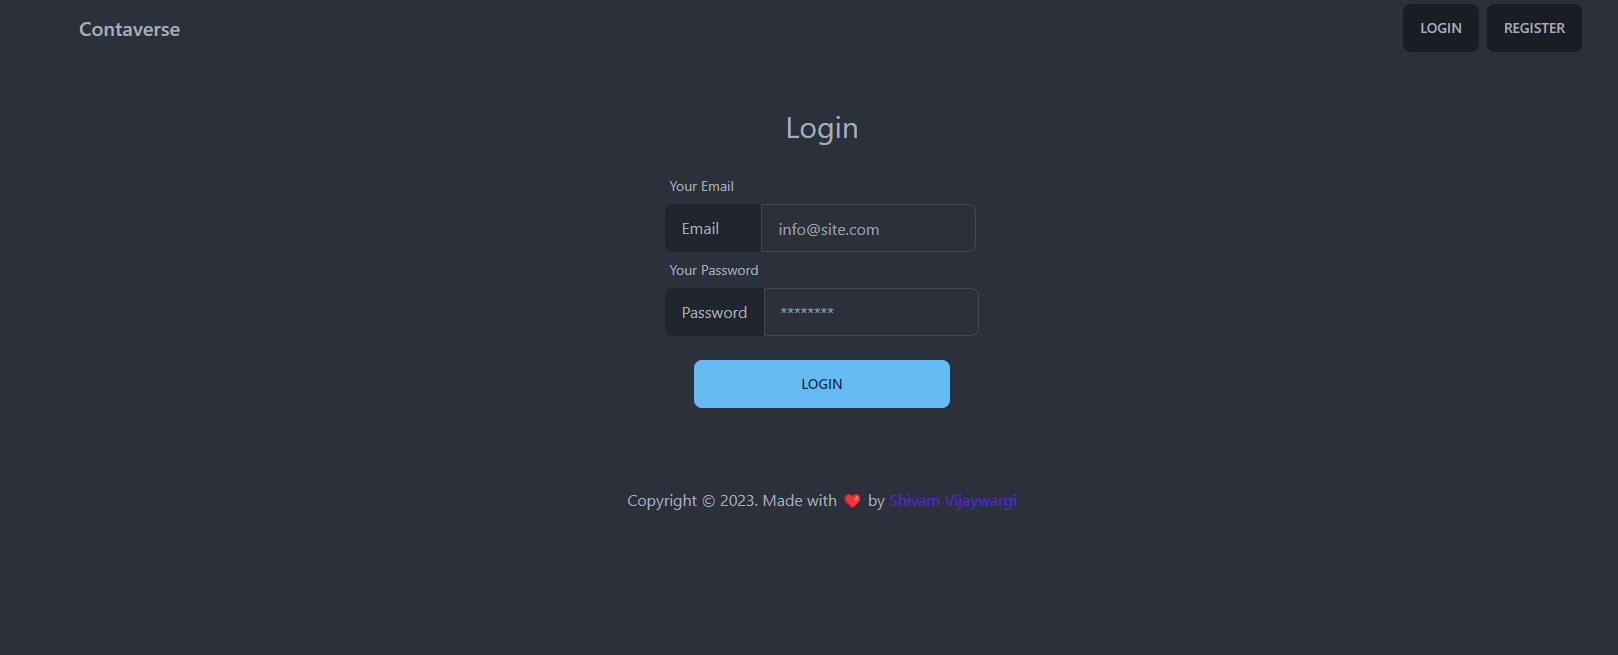 Contaverse LOGIN REGISTER
Login
Your Email
Email info@site.com
Your Password
Password ********
LOGIN
Copyright © 2023. Made with ❤️ by Shivam Vijaywargi